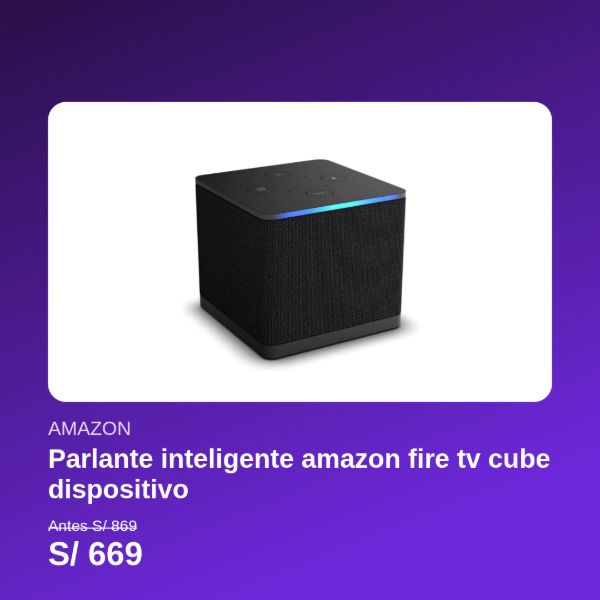 AMAZON
Parlante inteligente amazon fire tv cube
dispositivo
Antes S/ 869
S/ 669